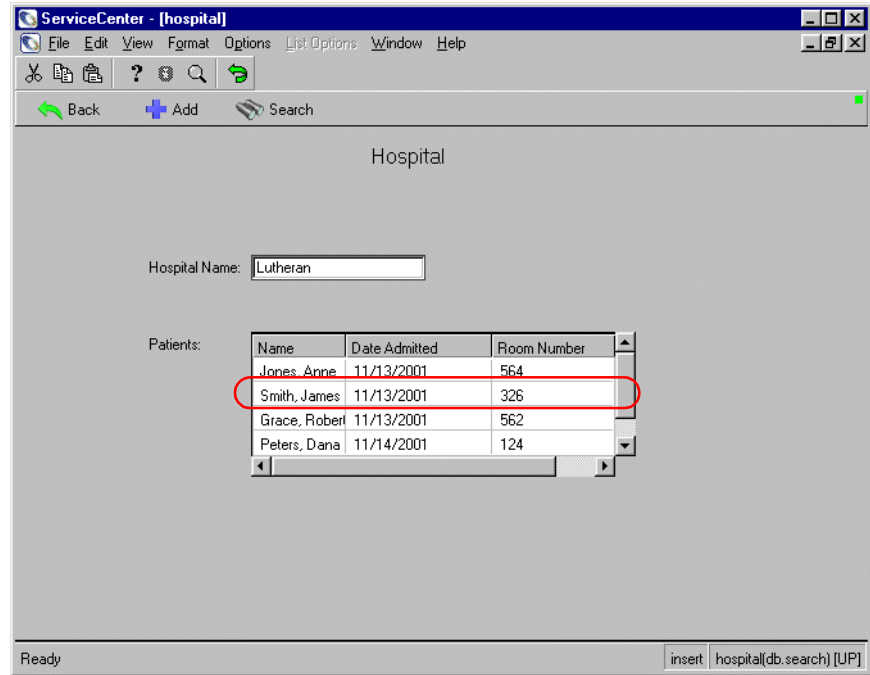 ServiceCenter - [hospital]
File Edit View Format Options List Options Window Help
Back Add Search
Hospital
Hospital Name: Lutheran
Patients:
Name Date Admitted Room Number
Jones, Anne 11/13/2001 564
Smith, James 11/13/2001 326
Grace, Robert 11/13/2001 562
Peters, Dana 11/14/2001 124
Ready insert hospital(db.search) [UP]